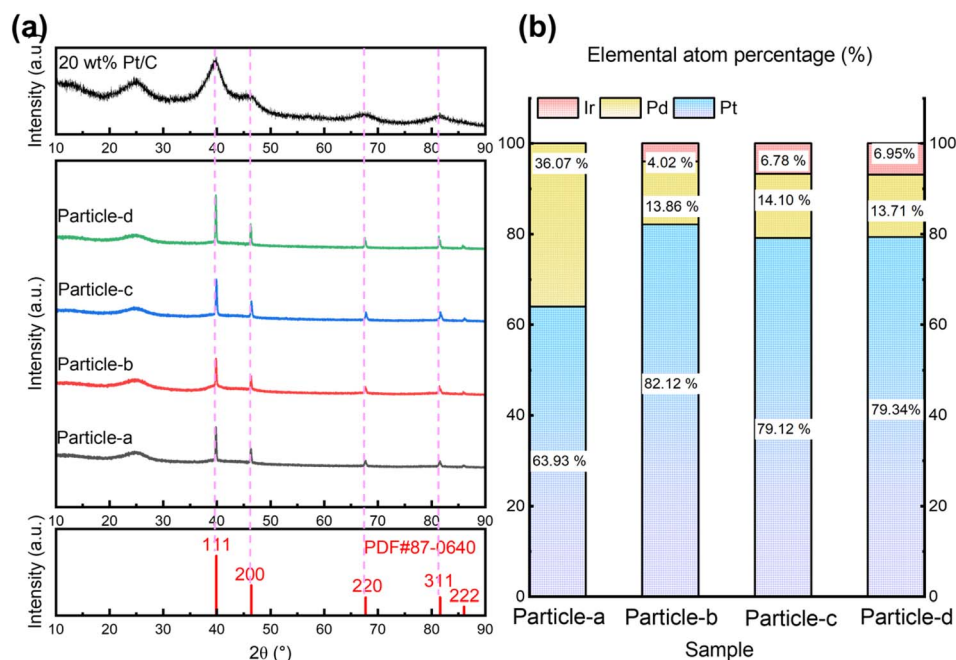 (a)
20 wt% Pt/C
Intensity (a.u.)
10 20 30 40 50 60 70 80 90
Particle-d
Particle-c
Particle-b
Particle-a
Intensity (a.u.)
10 20 30 40 50 60 70 80 90
PDF#87-0640
111
200
220
311
222
Intensity (a.u.)
10 20 30 40 50 60 70 80 90
2θ (°)
(b)
Elemental atom percentage (%)
Ir Pd Pt
100
80
60
40
20
0
36.07 %
63.93 %
4.02 %
13.86 %
82.12 %
6.78 %
14.10 %
79.12 %
6.95%
13.71 %
79.34%
100
80
60
40
20
0
Particle-a Particle-b Particle-c Particle-d
Sample